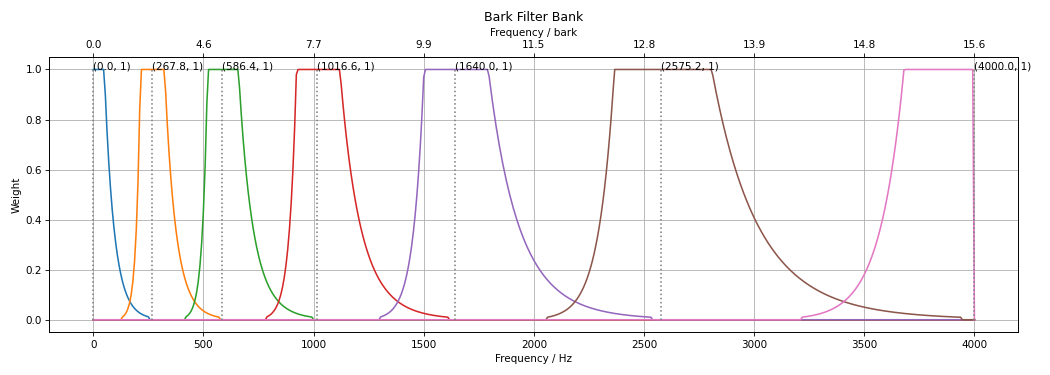 Bark Filter Bank
Frequency / bark
0.0 4.6 7.7 9.9 11.5 12.8 13.9 14.8 15.6
(0.0, 1) (267.8, 1) (586.4, 1) (1016.6, 1) (1640.0, 1) (2575.2, 1) (4000.0, 1)
1.0
0.8
0.6
0.4
0.2
0.0
Weight
0 500 1000 1500 2000 2500 3000 3500 4000
Frequency / Hz